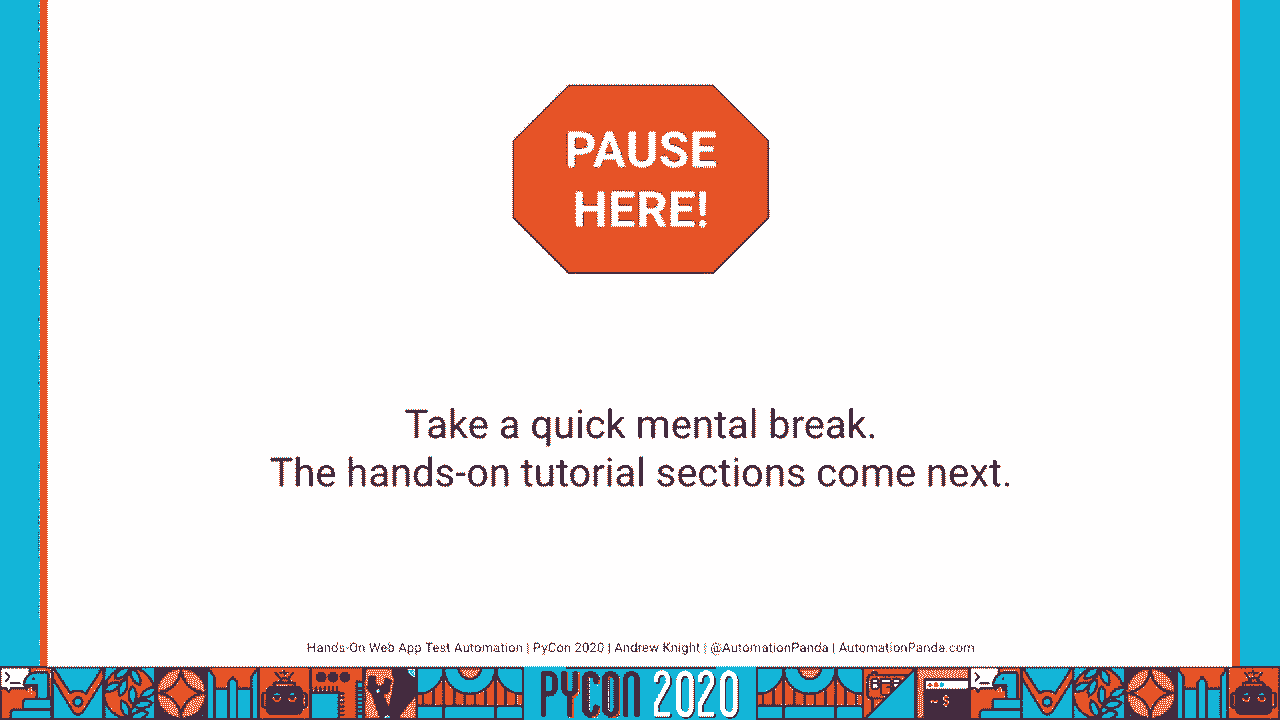 PAUSE
HERE!
Take a quick mental break.
The hands-on tutorial sections come next.
Hands-On Web App Test Automation | PyCon 2020 | Andrew Knight | @AutomationPanda | AutomationPanda.com
PYCON 2020